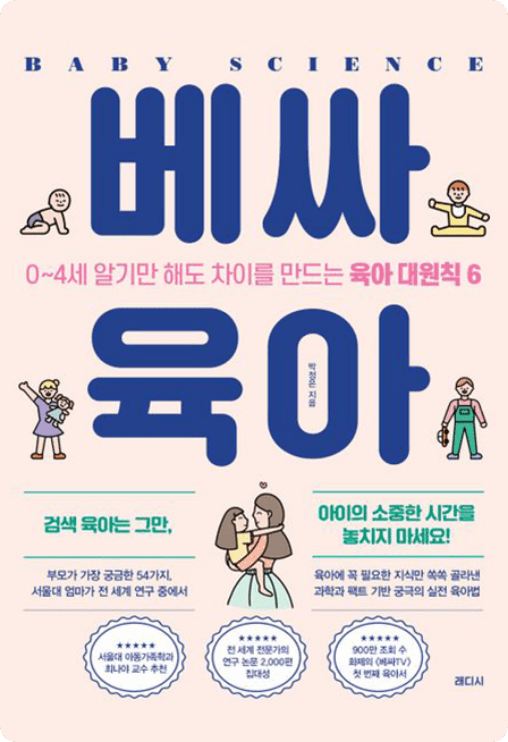 BABY SCIENCE
베싸
0~4세 알기만 해도 차이를 만드는 육아 대원칙 6
육아
박정은 지음
검색 육아는 그만,
부모가 가장 궁금한 54가지,
서울대 엄마가 전 세계 연구 중에서
아이의 소중한 시간을
놓치지 마세요!
육아에 꼭 필요한 지식만 쏙쏙 골라낸
과학과 팩트 기반 궁극의 실전 육아법
★★★★★
서울대 아동가족학과
최나야 교수 추천
★★★★★
전 세계 전문가의
연구 논문 2,000편
집대성
★★★★★
900만 조회 수
화제의 〈베싸TV〉
첫 번째 육아서
래디시